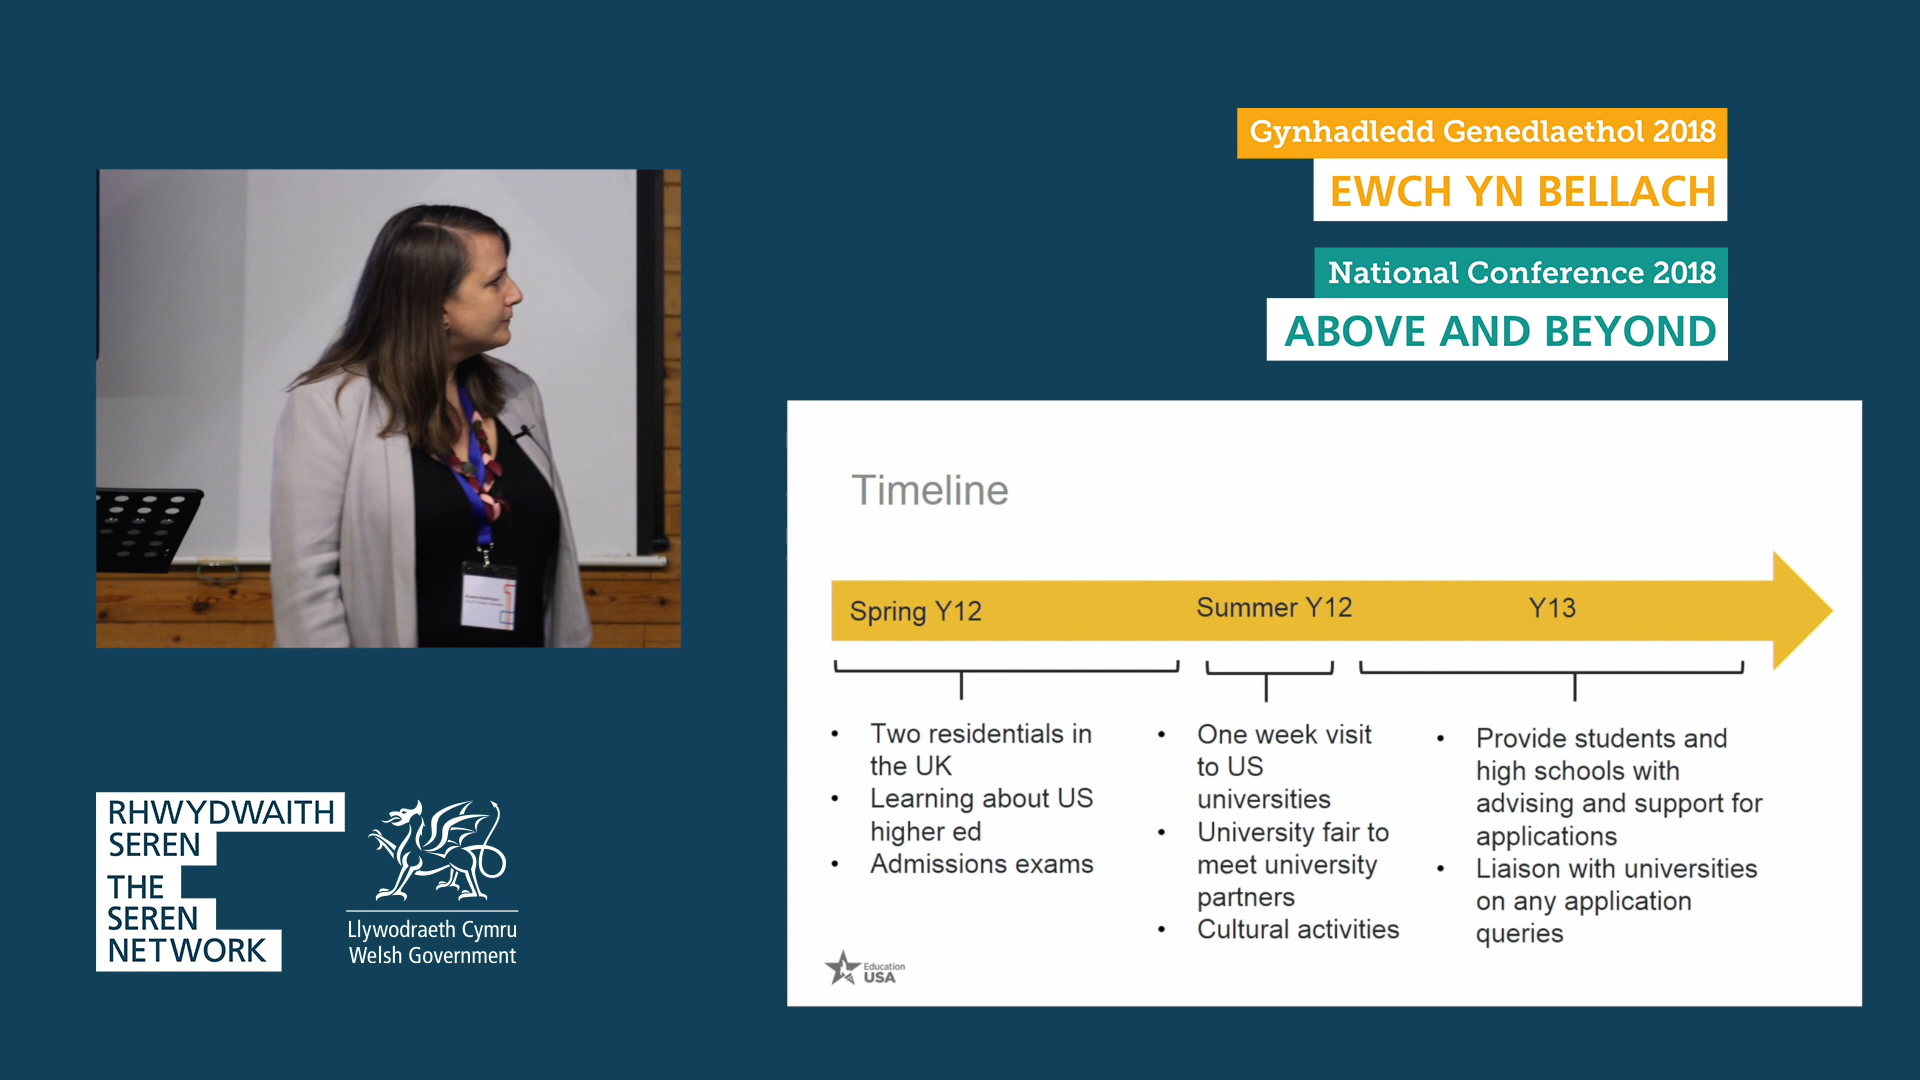 Gynhadledd Genedlaethol 2018
EWCH YN BELLACH
National Conference 2018
ABOVE AND BEYOND
Timeline
Spring Y12
Summer Y12
Y13
• Two residentials in
the UK
• Learning about US
higher ed
• Admissions exams
• One week visit
to US
universities
• University fair to
meet university
partners
• Cultural activities
• Provide students and
high schools with
advising and support for
applications
• Liaison with universities
on any application
queries
Education
USA
RHWYDWAITH
SEREN
THE
SEREN
NETWORK
Llywodraeth Cymru
Welsh Government